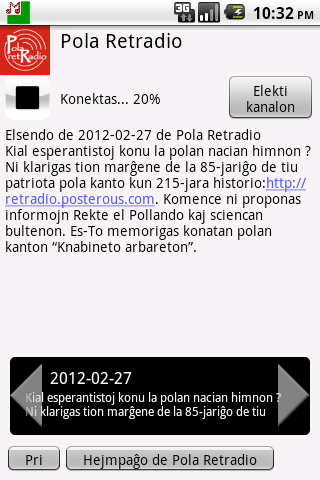 3G
10:32 PM
Pola
retRadio
Pola Retradio
Konektas... 20%
Elekti
kanalon
Elsendo de 2012-02-27 de Pola Retradio
Kial esperantistoj konu la polan nacian himnon ?
Ni klarigas tion marĝene de la 85-jariĝo de tiu
patriota pola kanto kun 215-jara historio:http://
retradio.posterous.com. Komence ni proponas
informojn Rekte el Pollando kaj sciencan
bultenon. Es-To memorigas konatan polan
kanton “Knabineto arbareton”.
2012-02-27
Kial esperantistoj konu la polan nacian himnon ?
Ni klarigas tion marĝene de la 85-jariĝo de tiu
Pri
Hejmpaĝo de Pola Retradio